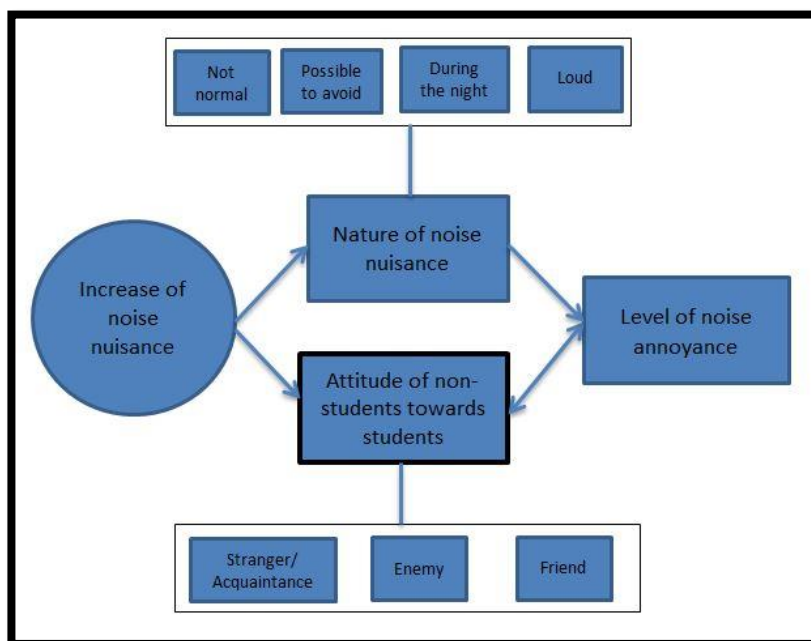 Not
normal
Possible
to avoid
During
the night
Loud
Nature of noise
nuisance
Increase of
noise
nuisance
Level of noise
annoyance
Attitude of non-
students towards
students
Stranger/
Acquaintance
Enemy
Friend